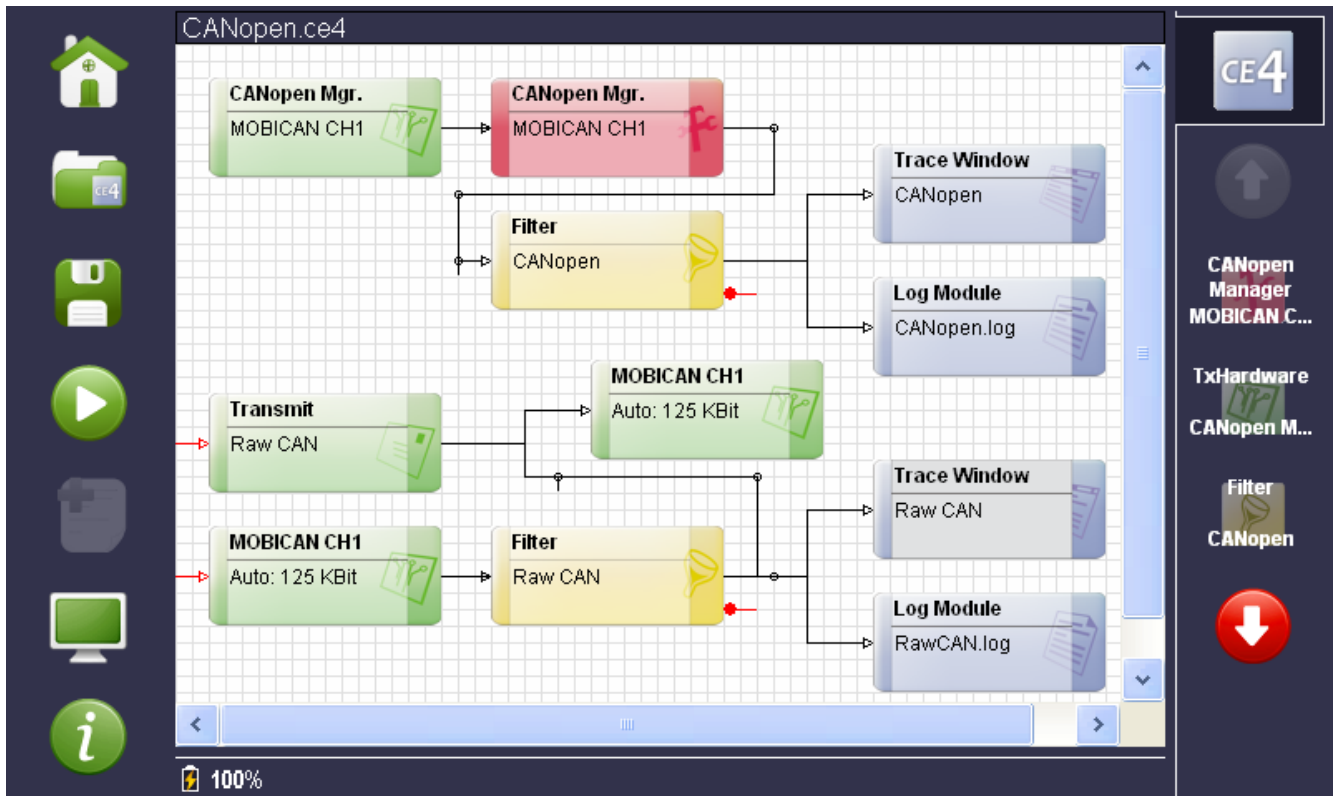 CANopen.ce4
CANopen Mgr.
MOBICAN CH1
CANopen Mgr.
MOBICAN CH1
Trace Window
CANopen
Filter
CANopen
Log Module
CANopen.log
MOBICAN CH1
Auto: 125 KBit
Transmit
Raw CAN
Trace Window
Raw CAN
MOBICAN CH1
Auto: 125 KBit
Filter
Raw CAN
Log Module
RawCAN.log
100%
CE4
CE4
CANopen
Manager
MOBICAN C...
TxHardware
CANopen M...
Filter
CANopen